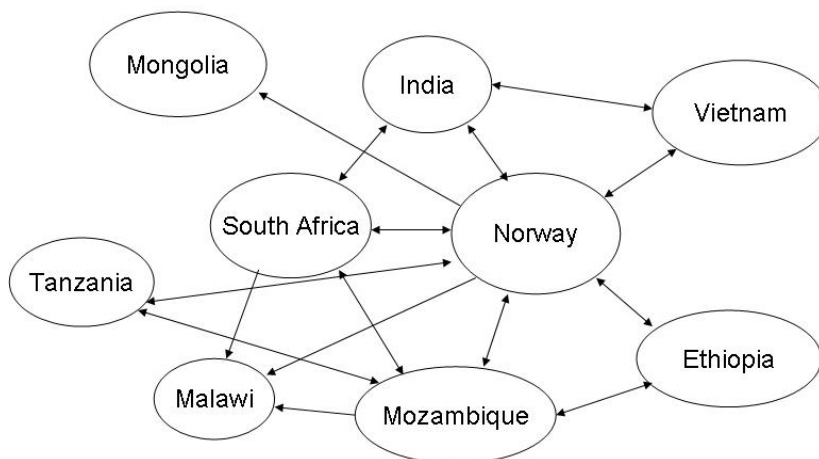 Mongolia
India
Vietnam
South Africa
Norway
Tanzania
Ethiopia
Malawi
Mozambique